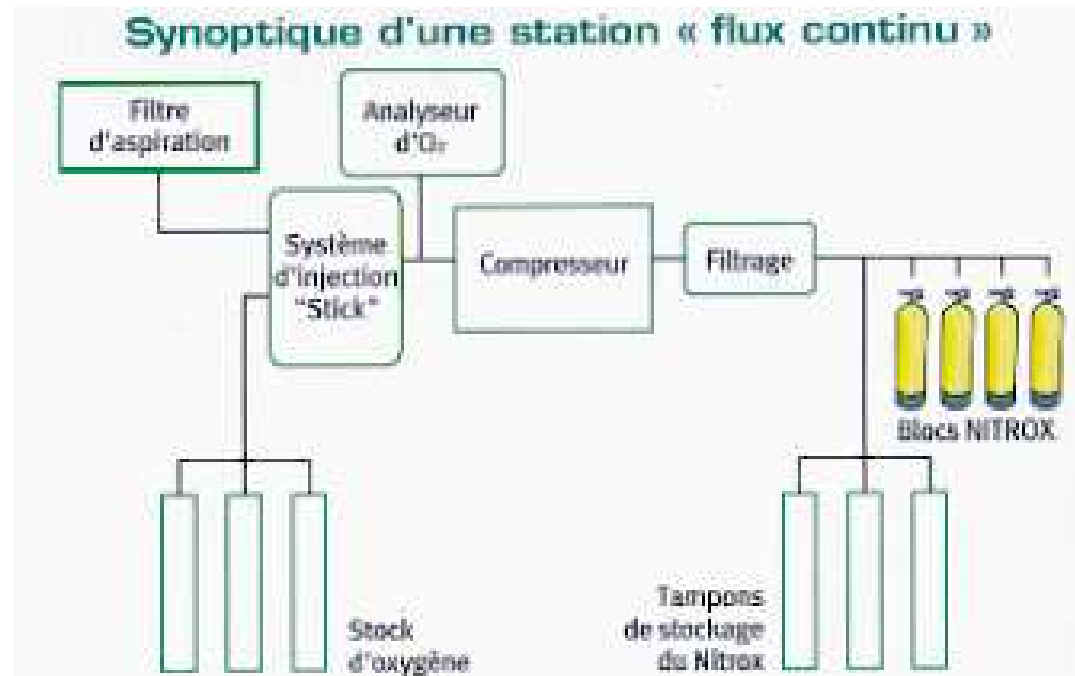 Synoptique d'une station « flux continu »
Filtre
d'aspiration
Analyseur
d'O₂
Système
d'injection
"Stick"
Compresseur
Filtrage
Blocs NITROX
Stock
d'oxygène
Tampons
de stockage
du Nitrox